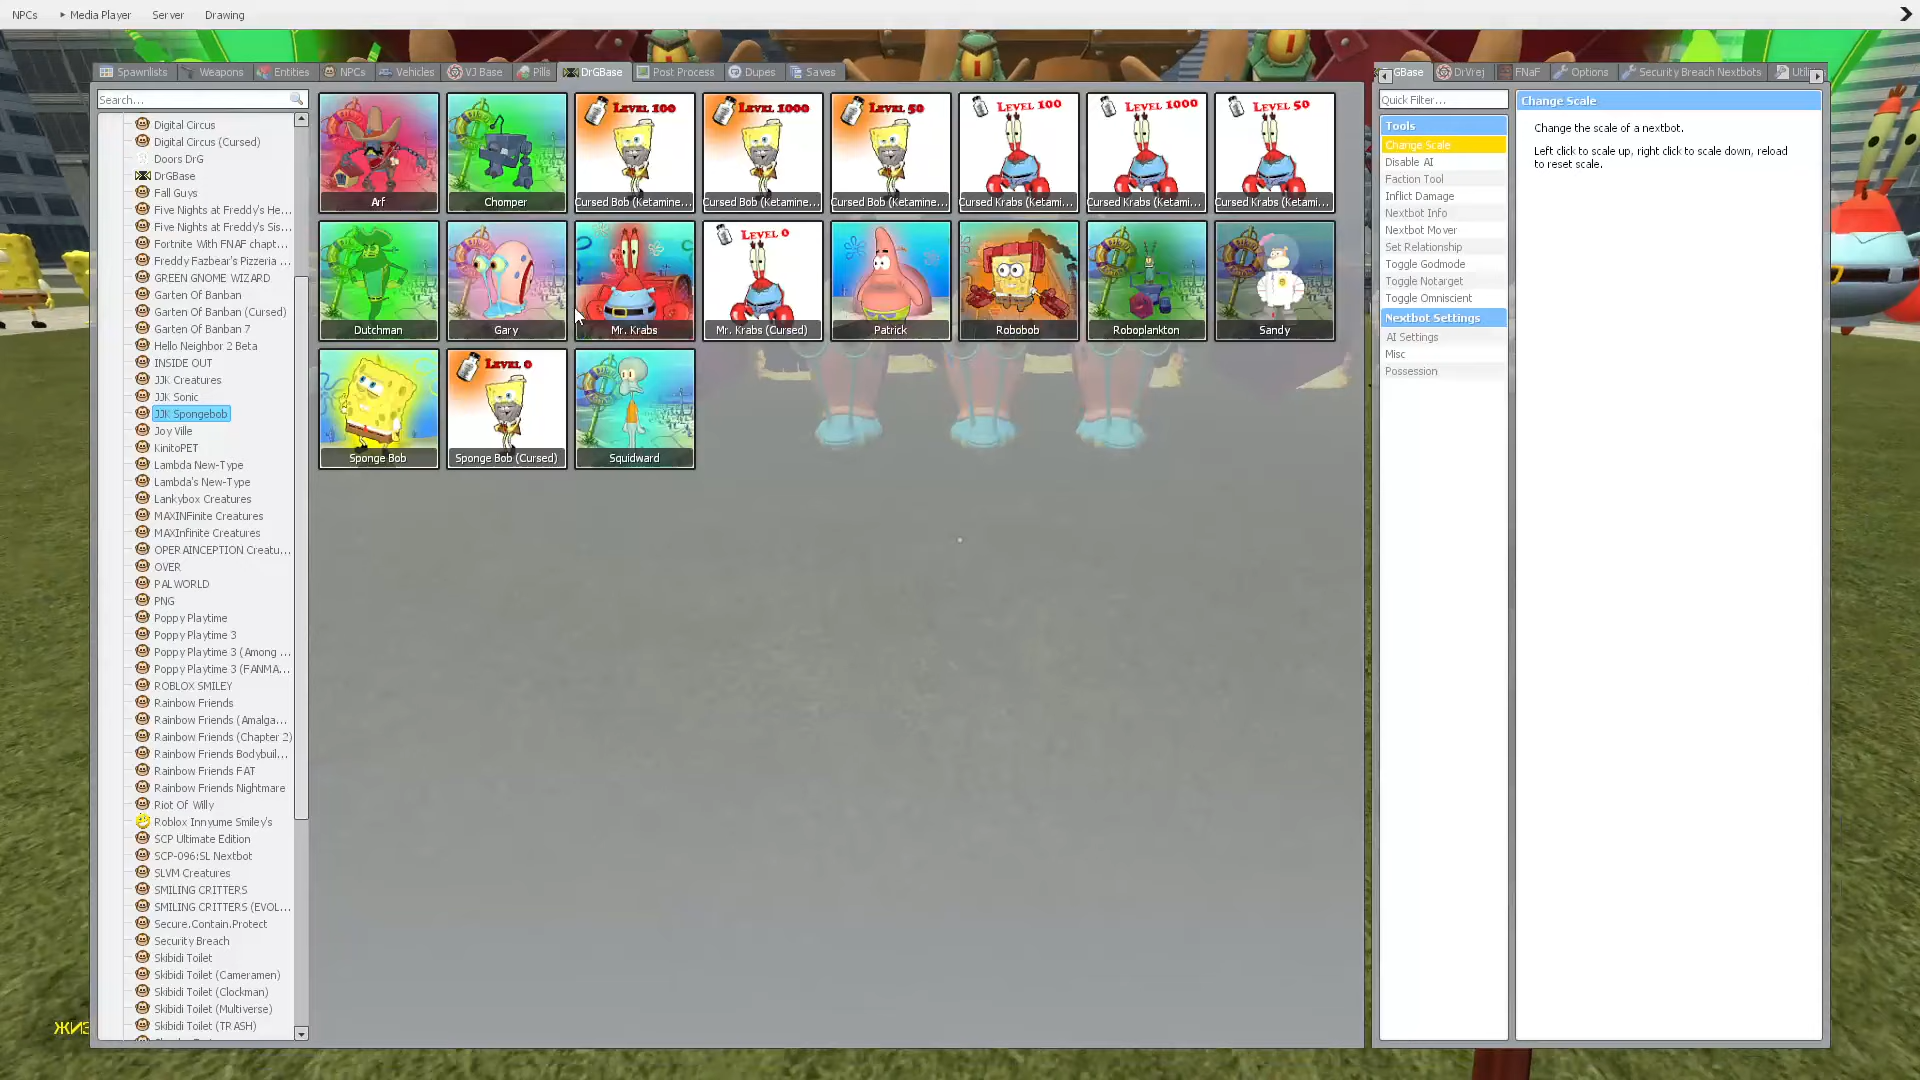 NPCs Media Player Server Drawing
Spawnlists Weapons Entities NPCs Vehicles VJ Base Pills DrGBase Post Process Dupes Saves
GBase DrVrej FNaF Options Security Breach Nextbots Utili
Search...
Digital Circus
Digital Circus (Cursed)
Doors DrG
DrGBase
Fall Guys
Five Nights at Freddy's He...
Five Nights at Freddy's Sis...
Fortnite With FNAF chapt...
Freddy Fazbear's Pizzeria ...
GREEN GNOME WIZARD
Garten Of Banban
Garten Of Banban (Cursed)
Garten Of Banban 7
Hello Neighbor 2 Beta
INSIDE OUT
JJK Creatures
JJK Sonic
JJK Spongebob
Joy Ville
KinitoPET
Lambda New-Type
Lambda's New-Type
Lankybox Creatures
MAXINFinite Creatures
MAXInfinite Creatures
OPERAINCEPTION Creatu...
OVER
PALWORLD
PNG
Poppy Playtime
Poppy Playtime 3
Poppy Playtime 3 (Among ...
Poppy Playtime 3 (FANMA...
ROBLOX SMILEY
Rainbow Friends
Rainbow Friends (Amalga...
Rainbow Friends (Chapter 2)
Rainbow Friends Bodybuil...
Rainbow Friends FAT
Rainbow Friends Nightmare
Riot Of Willy
Roblox Innyume Smiley's
SCP Ultimate Edition
SCP-096:SL Nextbot
SLVM Creatures
SMILING CRITTERS
SMILING CRITTERS (EVOL...
Secure.Contain.Protect
Security Breach
Skibidi Toilet
Skibidi Toilet (Cameramen)
Skibidi Toilet (Clockman)
Skibidi Toilet (Multiverse)
Skibidi Toilet (TRASH)
ЖИЗ
LEVEL 100 LEVEL 1000 LEVEL 50 LEVEL 100 LEVEL 1000 LEVEL 50
Arf Chomper Cursed Bob (Ketamine... Cursed Bob (Ketamine... Cursed Bob (Ketamine... Cursed Krabs (Ketami... Cursed Krabs (Ketami... Cursed Krabs (Ketami...
LEVEL 0
Dutchman Gary Mr. Krabs Mr. Krabs (Cursed) Patrick Robobob Roboplankton Sandy
LEVEL 0
Sponge Bob Sponge Bob (Cursed) Squidward
Quick Filter...
Tools
Change Scale
Disable AI
Faction Tool
Inflict Damage
Nextbot Info
Nextbot Mover
Set Relationship
Toggle Godmode
Toggle Notarget
Toggle Omniscient
Nextbot Settings
AI Settings
Misc
Possession
Change Scale
Change the scale of a nextbot.
Left click to scale up, right click to scale down, reload
to reset scale.